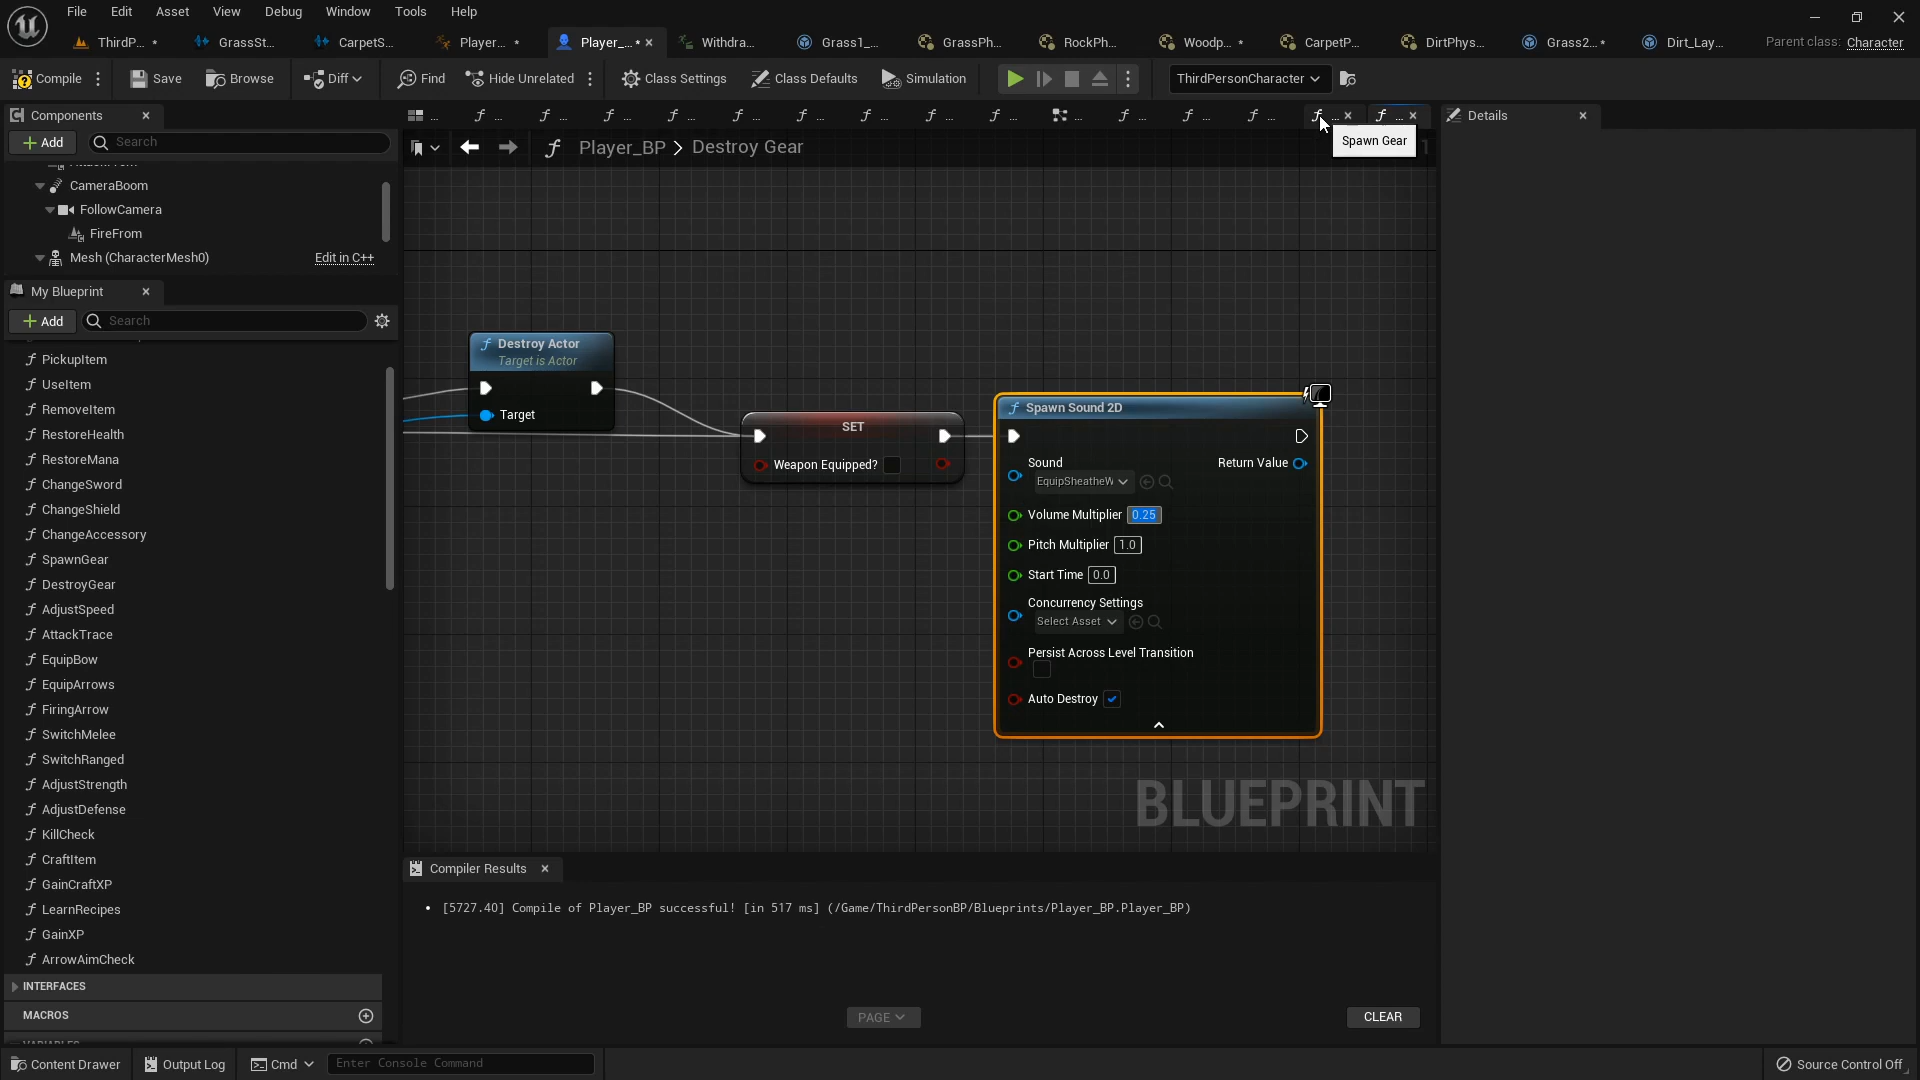 File Edit View Asset Debug Window Tools Help
ThirdP... * GrassSt... CarpetS... Player... * Player_... * Withdra... Grass1_... GrassPh... RockPh... Woodp... * CarpetP... DirtPhys... Grass2... * Dirt_Lay... Parent class: Character
Compile Save Browse Diff Find Hide Unrelated Class Settings Class Defaults Simulation ThirdPersonCharacter
Components
Add Search
CameraBoom
FollowCamera
FireFrom
Mesh (CharacterMesh0) Edit in C++
My Blueprint
Add Search
PickupItem
UseItem
RemoveItem
RestoreHealth
RestoreMana
ChangeSword
ChangeShield
ChangeAccessory
SpawnGear
DestroyGear
AdjustSpeed
AttackTrace
EquipBow
EquipArrows
FiringArrow
SwitchMelee
SwitchRanged
AdjustStrength
AdjustDefense
KillCheck
CraftItem
GainCraftXP
LearnRecipes
GainXP
ArrowAimCheck
INTERFACES
MACROS
VARIABLES
Player_BP > Destroy Gear
Spawn Gear
Destroy Actor
Target is Actor
Target
SET
Weapon Equipped?
Spawn Sound 2D
Sound Return Value
EquipSheatheW
Volume Multiplier 0.25
Pitch Multiplier 1.0
Start Time 0.0
Concurrency Settings
Select Asset
Persist Across Level Transition
Auto Destroy
BLUEPRINT
Details
Compiler Results
[5727.40] Compile of Player_BP successful! [in 517 ms] (/Game/ThirdPersonBP/Blueprints/Player_BP.Player_BP)
PAGE CLEAR
Content Drawer Output Log Cmd Enter Console Command Source Control Off